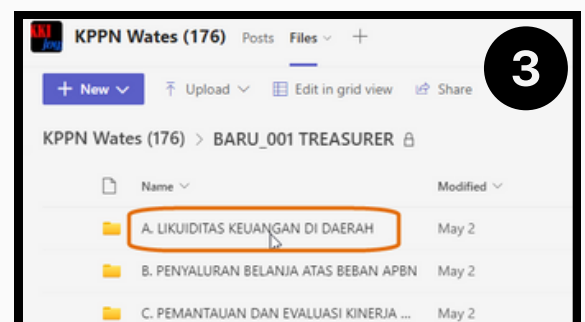 KKI
Jogj
KPPN Wates (176) Posts Files +
3
+ New Upload Edit in grid view Share
KPPN Wates (176) > BARU_001 TREASURER
Name Modified
A. LIKUIDITAS KEUANGAN DI DAERAH May 2
B. PENYALURAN BELANJA ATAS BEBAN APBN May 2
C. PEMANTAUAN DAN EVALUASI KINERJA ... May 2